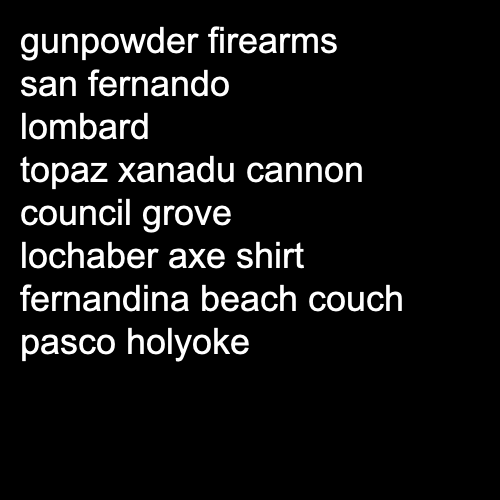 gunpowder firearms
san fernando
lombard
topaz xanadu cannon
council grove
lochaber axe shirt
fernandina beach couch
pasco holyoke